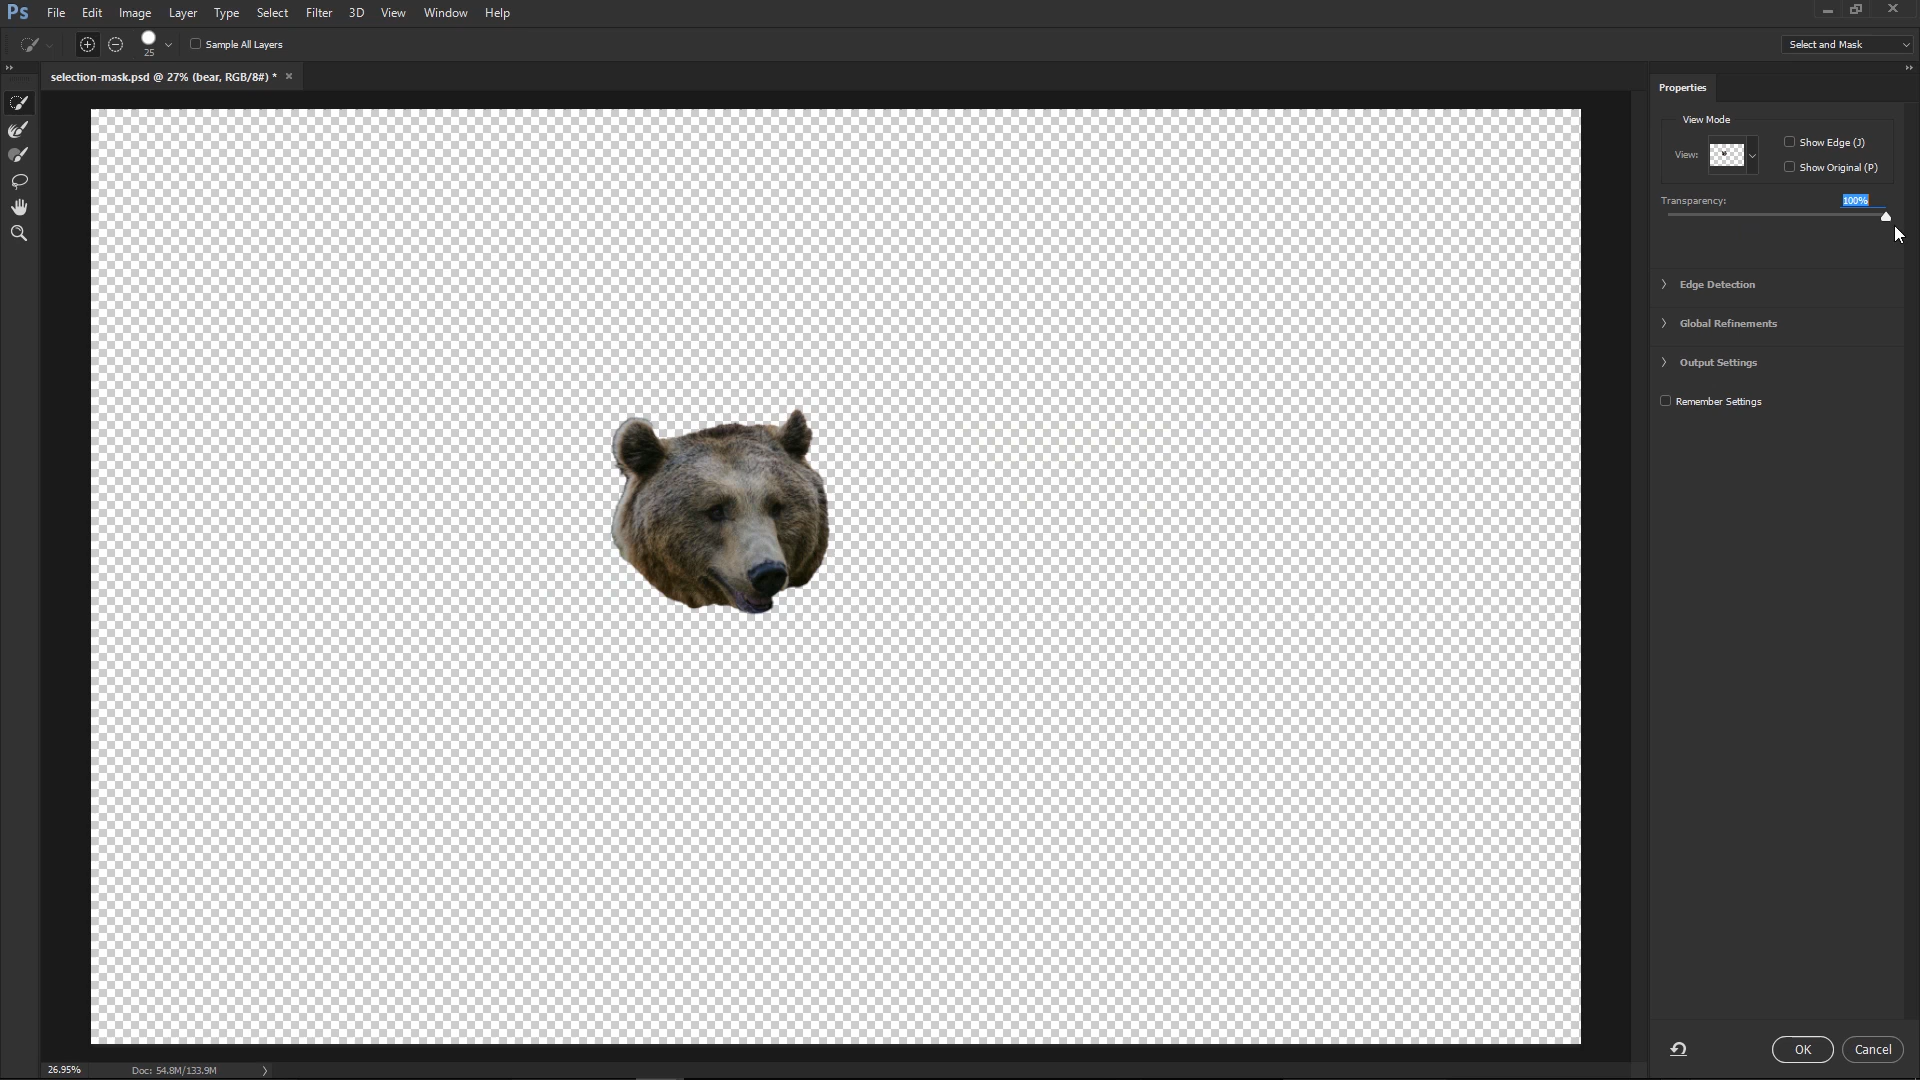 Ps File Edit Image Layer Type Select Filter 3D View Window Help
25 Sample All Layers Select and Mask
selection-mask.psd @ 27% (bear, RGB/8#) *
Properties
View Mode
View: Show Edge (J)
Show Original (P)
Transparency: 100%
Edge Detection
Global Refinements
Output Settings
Remember Settings
OK Cancel
26.95% Doc: 54.8M/133.9M